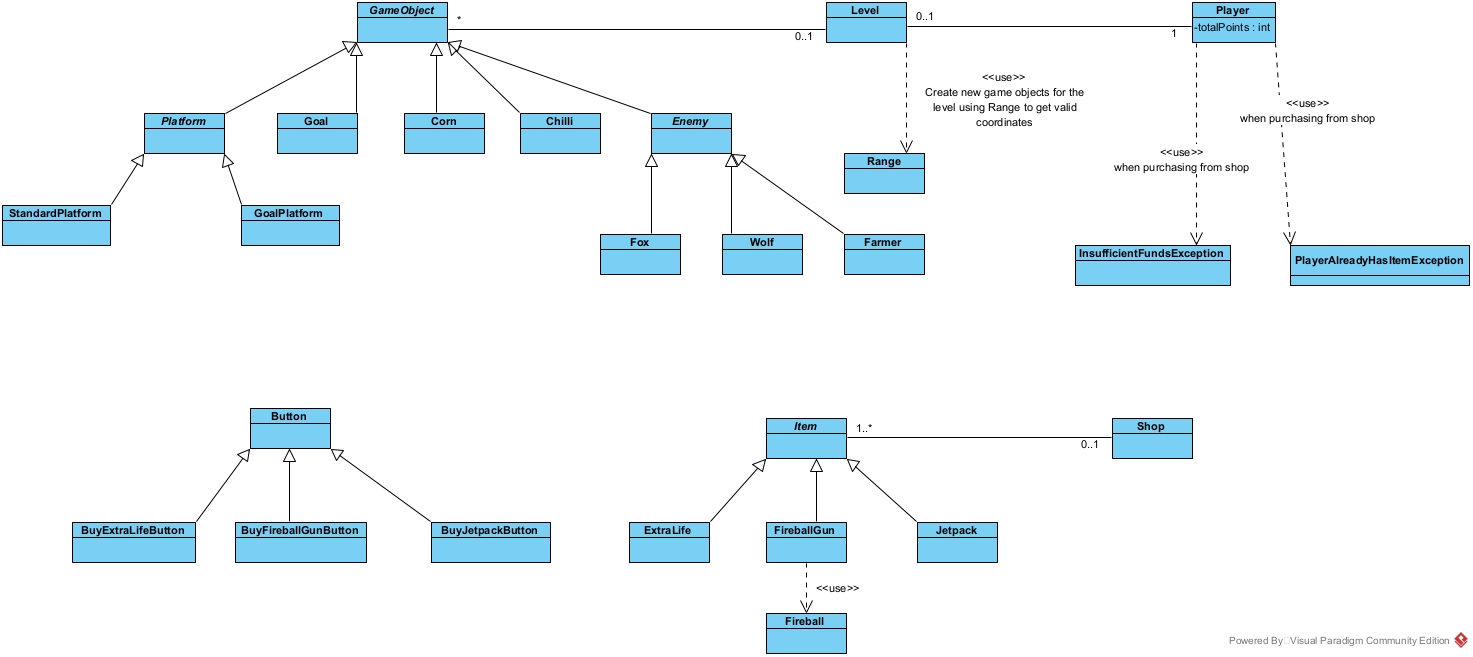 GameObject
*
0..1
Level
0..1
1
Player
-totalPoints : int
<<use>>
Create new game objects for the
level using Range to get valid
coordinates
<<use>>
when purchasing from shop
<<use>>
when purchasing from shop
Platform
Goal
Corn
Chilli
Enemy
Range
StandardPlatform
GoalPlatform
Fox
Wolf
Farmer
InsufficientFundsException
PlayerAlreadyHasItemException
Button
Item
1..*
0..1
Shop
BuyExtraLifeButton
BuyFireballGunButton
BuyJetpackButton
ExtraLife
FireballGun
Jetpack
<<use>>
Fireball
Powered By Visual Paradigm Community Edition